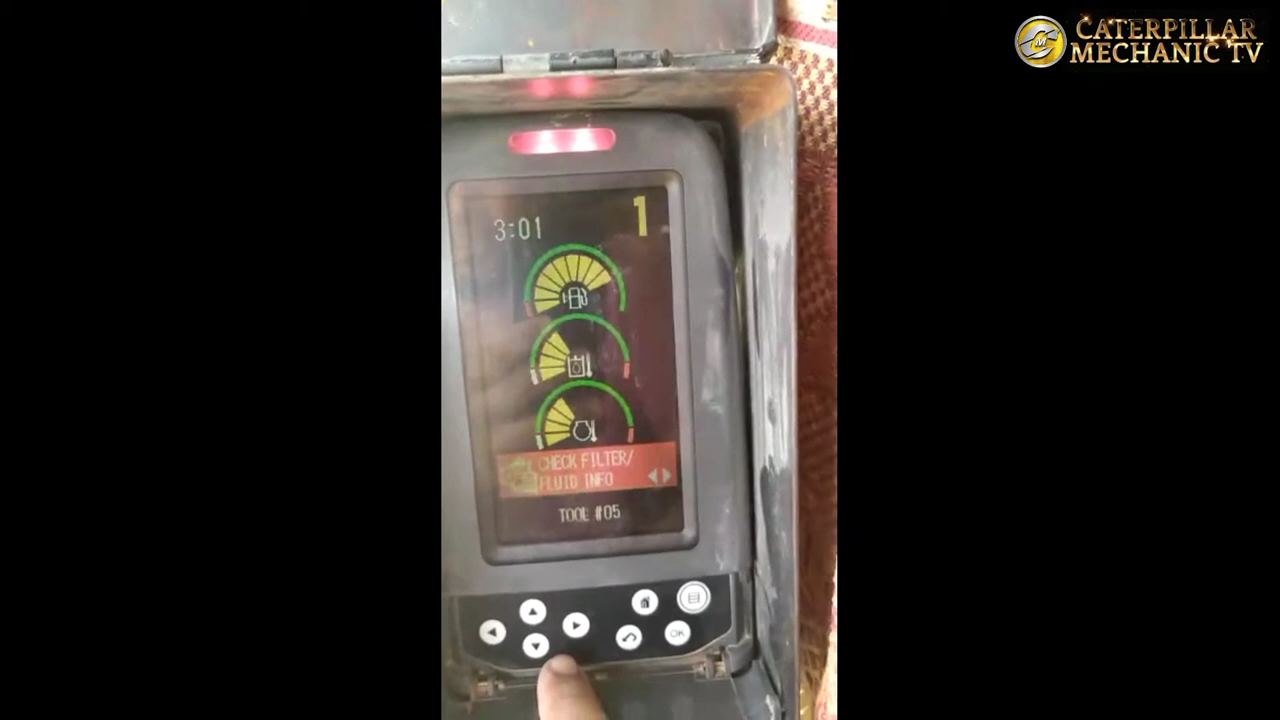 CATERPILLAR
MECHANIC TV
3:01
1
CHECK FILTER/
FLUID INFO
TOOL #05
OK